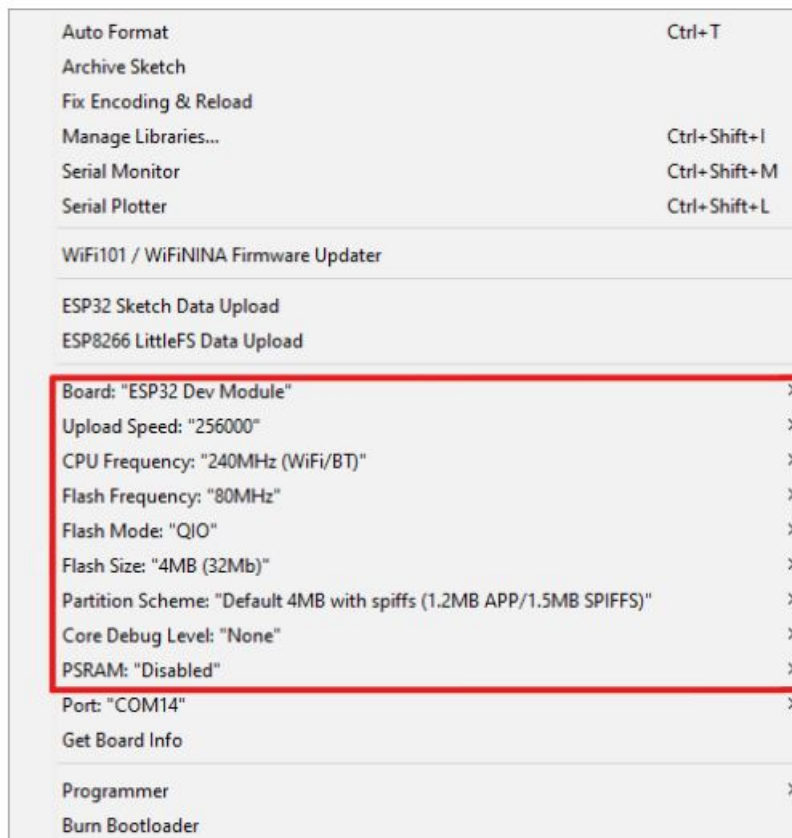 Auto Format Ctrl+T
Archive Sketch
Fix Encoding & Reload
Manage Libraries... Ctrl+Shift+I
Serial Monitor Ctrl+Shift+M
Serial Plotter Ctrl+Shift+L
WiFi101 / WiFiNINA Firmware Updater
ESP32 Sketch Data Upload
ESP8266 LittleFS Data Upload
Board: "ESP32 Dev Module"
Upload Speed: "256000"
CPU Frequency: "240MHz (WiFi/BT)"
Flash Frequency: "80MHz"
Flash Mode: "QIO"
Flash Size: "4MB (32Mb)"
Partition Scheme: "Default 4MB with spiffs (1.2MB APP/1.5MB SPIFFS)"
Core Debug Level: "None"
PSRAM: "Disabled"
Port: "COM14"
Get Board Info
Programmer
Burn Bootloader